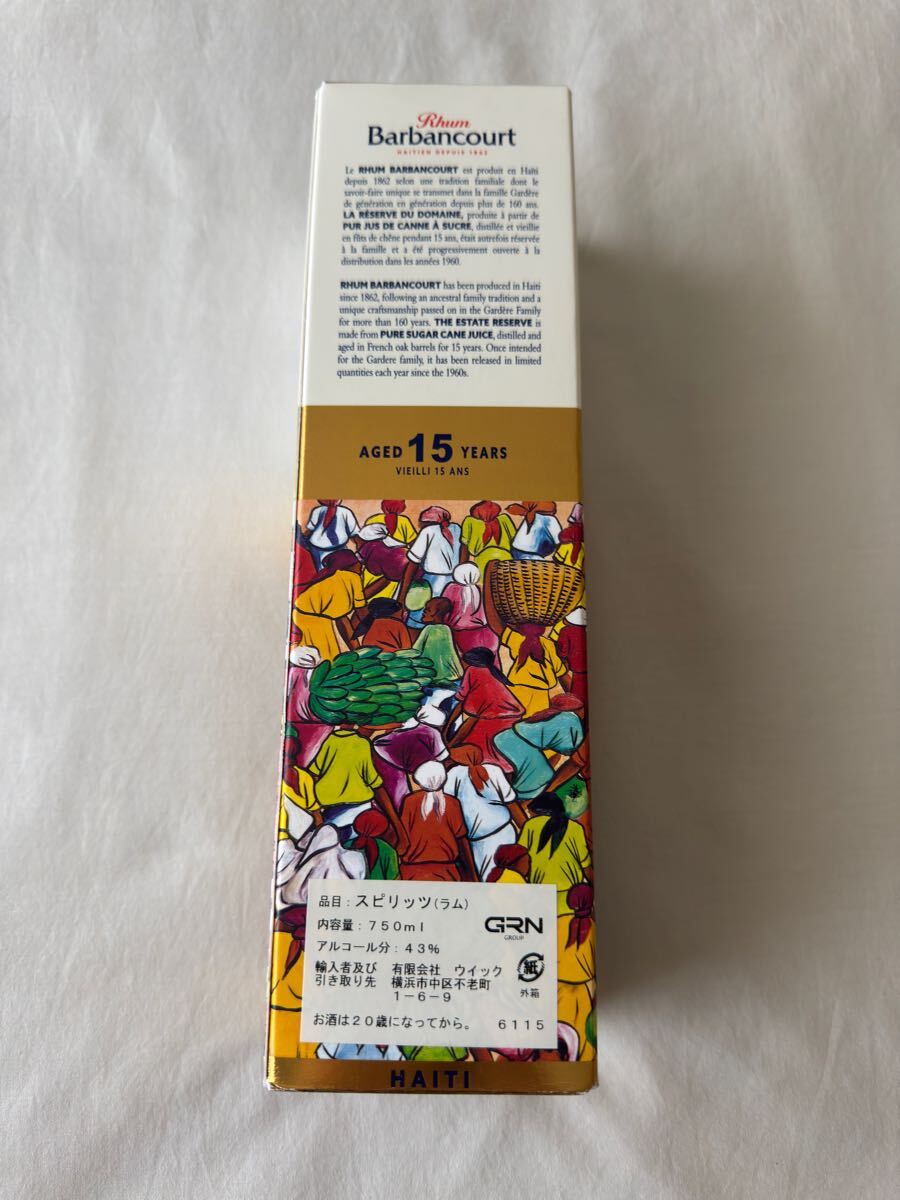 Rhum
Barbancourt
HAITIEN DEPUIS 1862
Le RHUM BARBANCOURT est produit en Haïti
depuis 1862 selon une tradition familiale dont le
savoir-faire unique se transmet dans la famille Gardère
de génération en génération depuis plus de 160 ans.
LA RÉSERVE DU DOMAINE, produite à partir de
PUR JUS DE CANNE À SUCRE, distillée et vieillie
en fûts de chêne pendant 15 ans, était autrefois réservée
à la famille et a été progressivement ouverte à la
distribution dans les années 1960.
RHUM BARBANCOURT has been produced in Haiti
since 1862, following an ancestral family tradition and a
unique craftsmanship passed on in the Gardère Family
for more than 160 years. THE ESTATE RESERVE is
made from PURE SUGAR CANE JUICE, distilled and
aged in French oak barrels for 15 years. Once intended
for the Gardere family, it has been released in limited
quantities each year since the 1960s.
AGED 15 YEARS
VIEILLI 15 ANS
品目：スピリッツ(ラム)
内容量：750ml
アルコール分：43%
輸入者及び 有限会社 ウイック
引き取り先 横浜市中区不老町
1－6－9
お酒は20歳になってから。 6115
GRN
GROUP
紙
外箱
HAITI